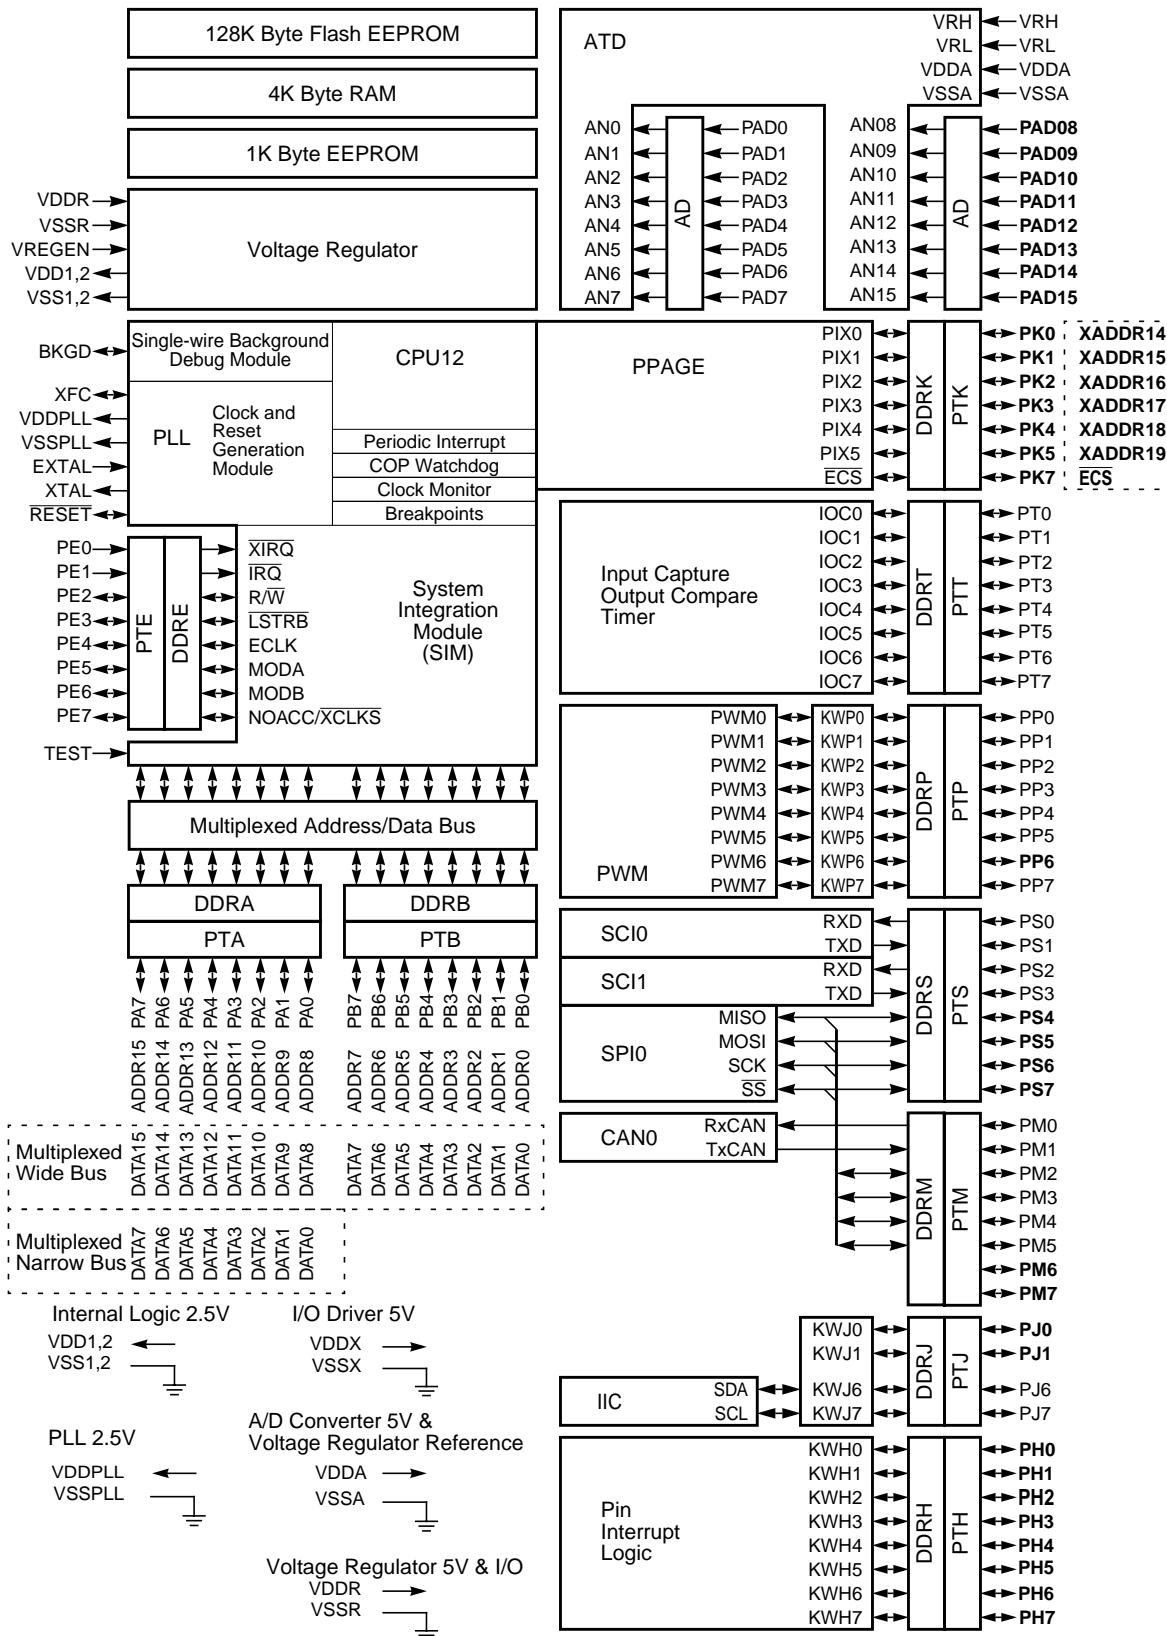 128K Byte Flash EEPROM
4K Byte RAM
1K Byte EEPROM
VDDR
VSSR
VREGEN
VDD1,2
VSS1,2
Voltage Regulator
BKGD
XFC
VDDPLL
VSSPLL
EXTAL
XTAL
RESET
Single-wire Background
Debug Module
CPU12
PLL
Clock and
Reset
Generation
Module
Periodic Interrupt
COP Watchdog
Clock Monitor
Breakpoints
PE0
PE1
PE2
PE3
PE4
PE5
PE6
PE7
TEST
PTE
DDRE
XIRQ
IRQ
R/W
LSTRB
ECLK
MODA
MODB
NOACC/XCLKS
System
Integration
Module
(SIM)
Multiplexed Address/Data Bus
DDRA
DDRB
PTA
PTB
PA7
PA6
PA5
PA4
PA3
PA2
PA1
PA0
PB7
PB6
PB5
PB4
PB3
PB2
PB1
PB0
ADDR15
ADDR14
ADDR13
ADDR12
ADDR11
ADDR10
ADDR9
ADDR8
ADDR7
ADDR6
ADDR5
ADDR4
ADDR3
ADDR2
ADDR1
ADDR0
Multiplexed
Wide Bus
DATA15
DATA14
DATA13
DATA12
DATA11
DATA10
DATA9
DATA8
DATA7
DATA6
DATA5
DATA4
DATA3
DATA2
DATA1
DATA0
Multiplexed
Narrow Bus
DATA7
DATA6
DATA5
DATA4
DATA3
DATA2
DATA1
DATA0
Internal Logic 2.5V
VDD1,2
VSS1,2
I/O Driver 5V
VDDX
VSSX
PLL 2.5V
VDDPLL
VSSPLL
A/D Converter 5V &
Voltage Regulator Reference
VDDA
VSSA
Voltage Regulator 5V & I/O
VDDR
VSSR
ATD
VRH
VRL
VDDA
VSSA
VRH
VRL
VDDA
VSSA
AN0
AN1
AN2
AN3
AN4
AN5
AN6
AN7
AD
PAD0
PAD1
PAD2
PAD3
PAD4
PAD5
PAD6
PAD7
AN08
AN09
AN10
AN11
AN12
AN13
AN14
AN15
AD
PAD08
PAD09
PAD10
PAD11
PAD12
PAD13
PAD14
PAD15
PPAGE
PIX0
PIX1
PIX2
PIX3
PIX4
PIX5
ECS
DDRK
PTK
PK0 XADDR14
PK1 XADDR15
PK2 XADDR16
PK3 XADDR17
PK4 XADDR18
PK5 XADDR19
PK7 ECS
Input Capture
Output Compare
Timer
IOC0
IOC1
IOC2
IOC3
IOC4
IOC5
IOC6
IOC7
DDRT
PTT
PT0
PT1
PT2
PT3
PT4
PT5
PT6
PT7
PWM
PWM0
PWM1
PWM2
PWM3
PWM4
PWM5
PWM6
PWM7
KWP0
KWP1
KWP2
KWP3
KWP4
KWP5
KWP6
KWP7
DDRP
PTP
PP0
PP1
PP2
PP3
PP4
PP5
PP6
PP7
SCI0
RXD
TXD
SCI1
RXD
TXD
SPI0
MISO
MOSI
SCK
SS
DDRS
PTS
PS0
PS1
PS2
PS3
PS4
PS5
PS6
PS7
CAN0
RxCAN
TxCAN
DDRM
PTM
PM0
PM1
PM2
PM3
PM4
PM5
PM6
PM7
IIC
SDA
SCL
KWJ0
KWJ1
KWJ6
KWJ7
DDRJ
PTJ
PJ0
PJ1
PJ6
PJ7
Pin
Interrupt
Logic
KWH0
KWH1
KWH2
KWH3
KWH4
KWH5
KWH6
KWH7
DDRH
PTH
PH0
PH1
PH2
PH3
PH4
PH5
PH6
PH7